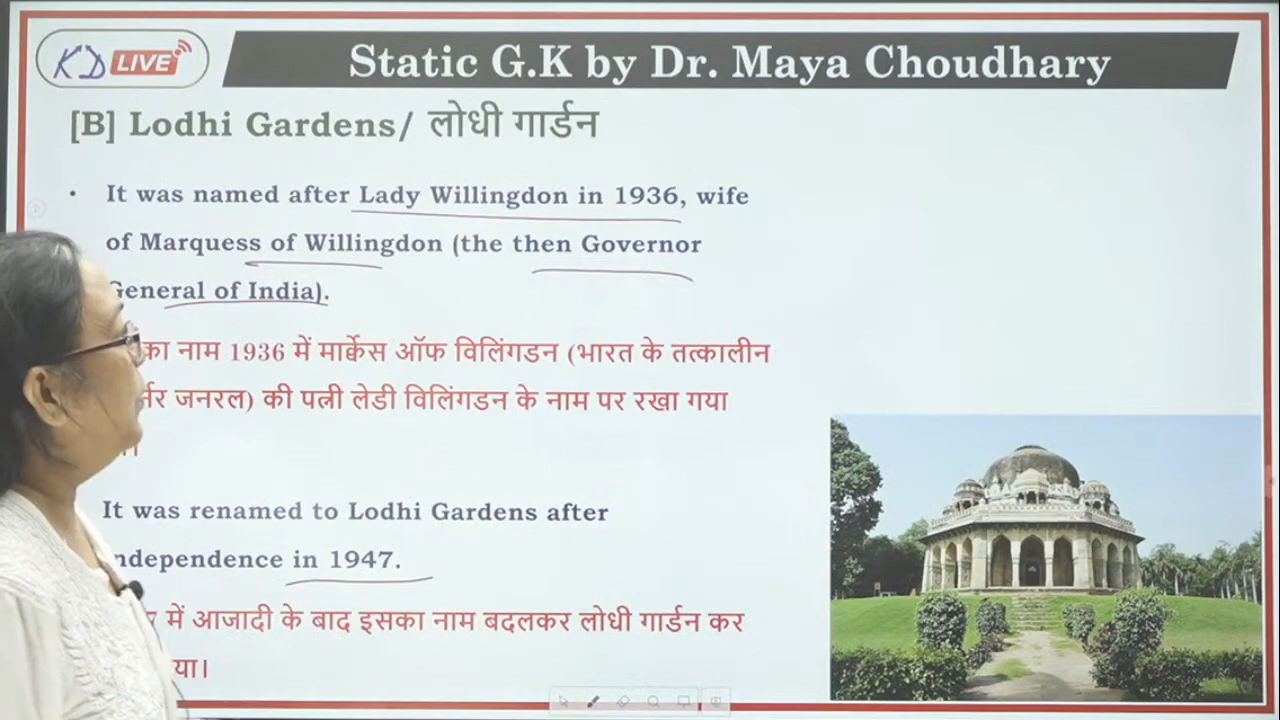 KD LIVE
Static G.K by Dr. Maya Choudhary
[B] Lodhi Gardens/ लोधी गार्डन
• It was named after Lady Willingdon in 1936, wife
of Marquess of Willingdon (the then Governor
General of India).
का नाम 1936 में मार्क्वेस ऑफ विलिंगडन (भारत के तत्कालीन
जनरल) की पत्नी लेडी विलिंगडन के नाम पर रखा गया
It was renamed to Lodhi Gardens after
ndependence in 1947.
में आजादी के बाद इसका नाम बदलकर लोधी गार्डन कर